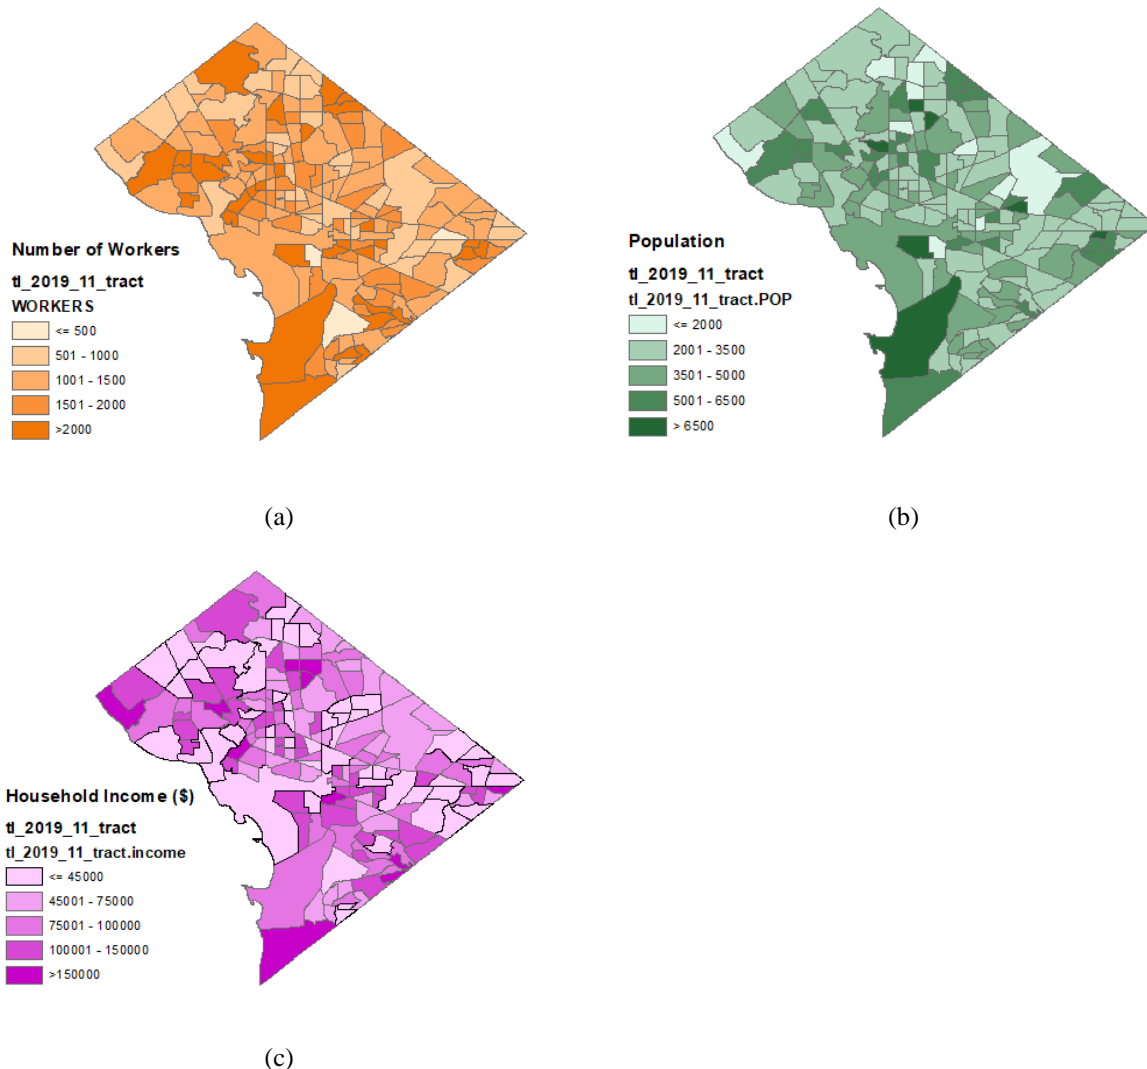 Number of Workers
tl_2019_11_tract
WORKERS
<= 500
501 - 1000
1001 - 1500
1501 - 2000
>2000
(a)
Population
tl_2019_11_tract
tl_2019_11_tract.POP
<= 2000
2001 - 3500
3501 - 5000
5001 - 6500
> 6500
(b)
Household Income ($)
tl_2019_11_tract
tl_2019_11_tract.income
<= 45000
45001 - 75000
75001 - 100000
100001 - 150000
>150000
(c)